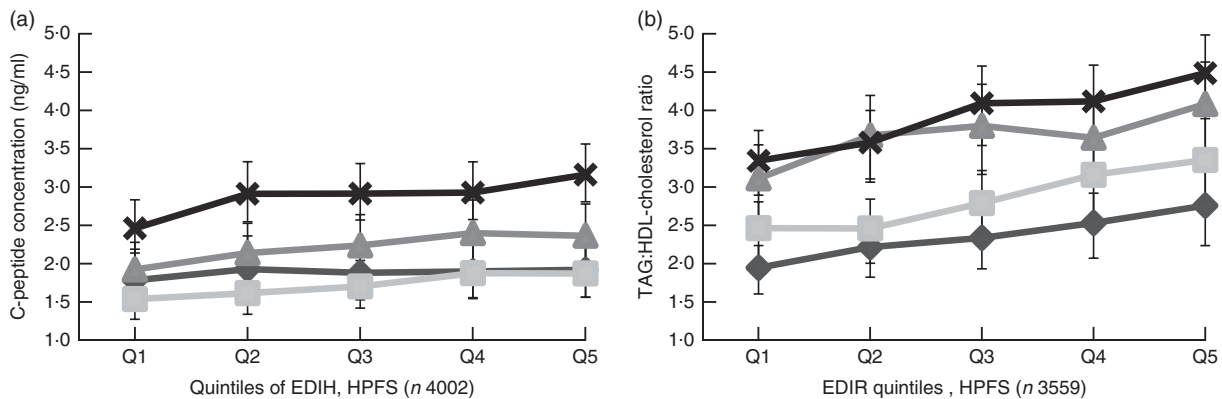 (a)
C-peptide concentration (ng/ml)
5·0
4·5
4·0
3·5
3·0
2·5
2·0
1·5
1·0
Q1 Q2 Q3 Q4 Q5
Quintiles of EDIH, HPFS (n 4002)
(b)
TAG:HDL-cholesterol ratio
5·0
4·5
4·0
3·5
3·0
2·5
2·0
1·5
1·0
Q1 Q2 Q3 Q4 Q5
EDIR quintiles , HPFS (n 3559)